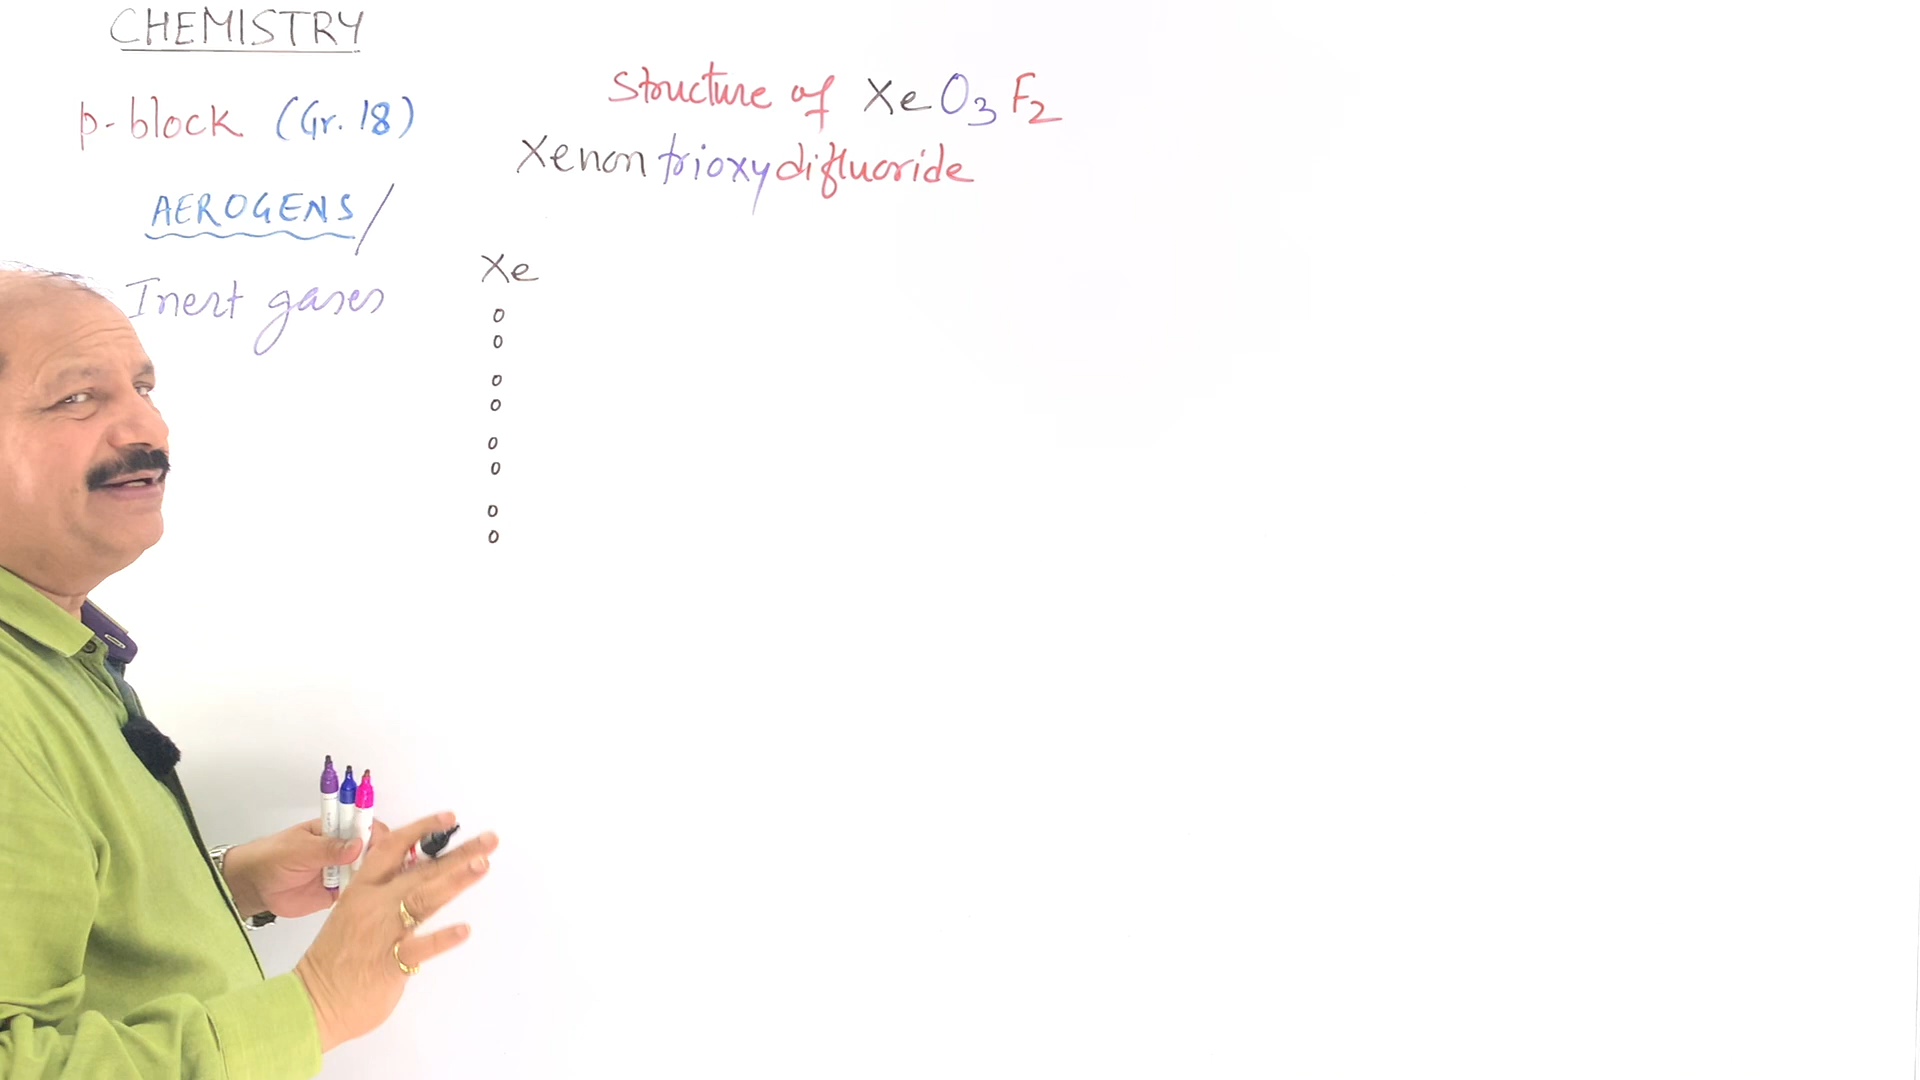 CHEMISTRY
p-block (Gr. 18)
AEROGENS/
Inert gases
Structure of XeO3F2
Xenon trioxydifluoride
Xe
o
o
o
o
o
o
o
o